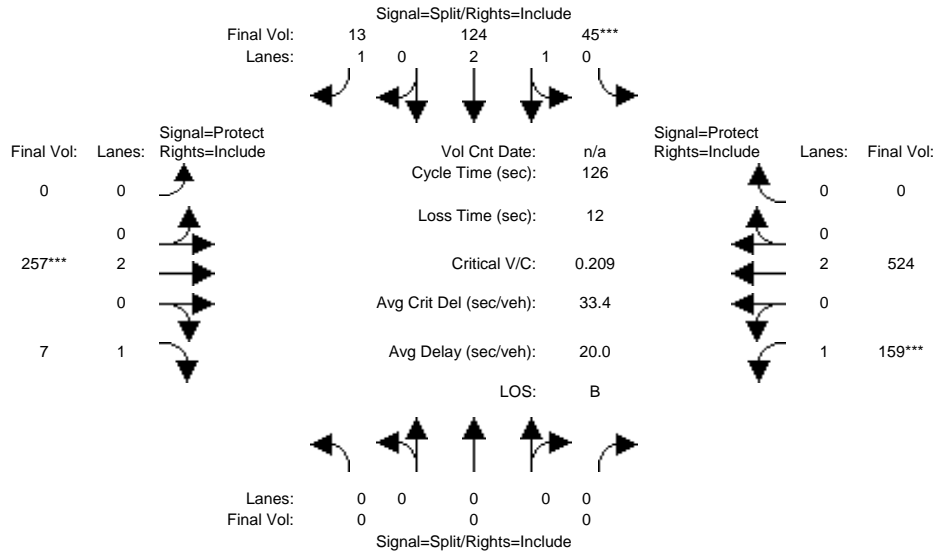 Signal=Split/Rights=Include
Final Vol: 13 124 45***
Lanes: 1 0 2 1 0
Signal=Protect
Final Vol: Lanes: Rights=Include
Vol Cnt Date: n/a
Signal=Protect
Rights=Include Lanes: Final Vol:
Cycle Time (sec): 126
0 0
0 0
Loss Time (sec): 12
0
0
257*** 2
Critical V/C: 0.209
2 524
0
Avg Crit Del (sec/veh): 33.4
0
7 1
Avg Delay (sec/veh): 20.0
1 159***
LOS: B
Lanes: 0 0 0 0 0
Final Vol: 0 0 0
Signal=Split/Rights=Include